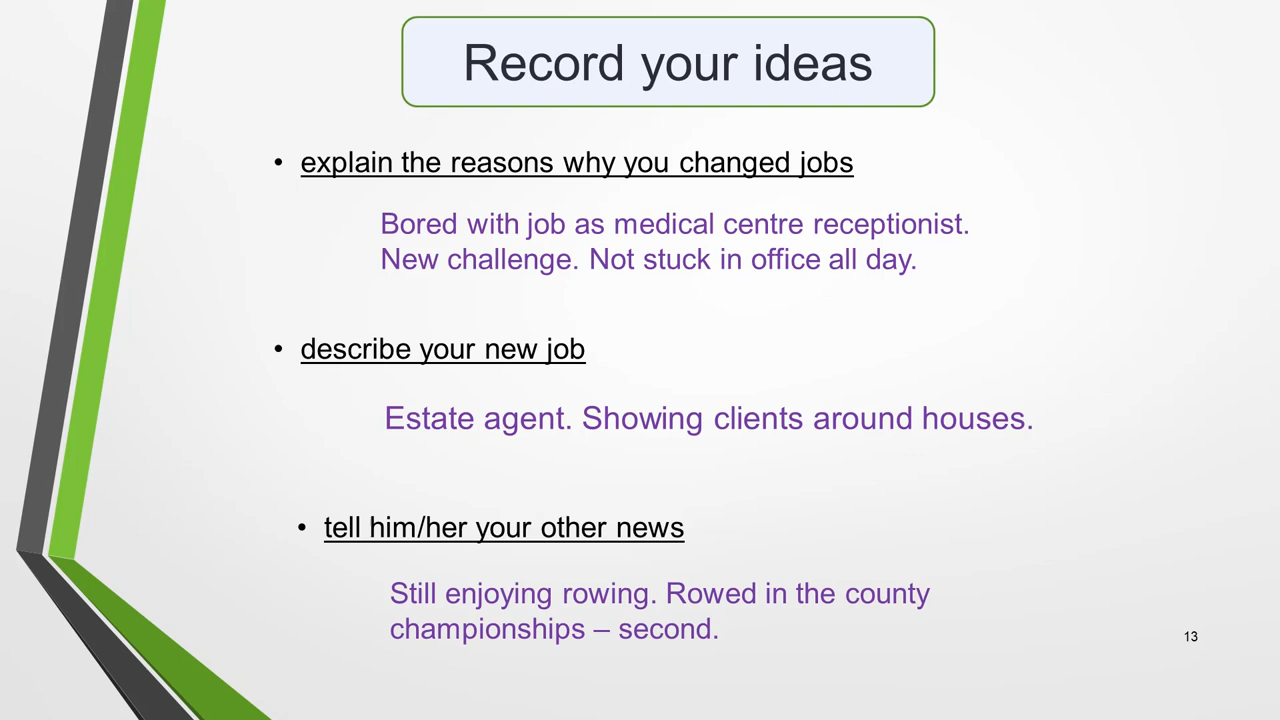 Record your ideas
• explain the reasons why you changed jobs
Bored with job as medical centre receptionist.
New challenge. Not stuck in office all day.
• describe your new job
Estate agent. Showing clients around houses.
• tell him/her your other news
Still enjoying rowing. Rowed in the county
championships – second.
13